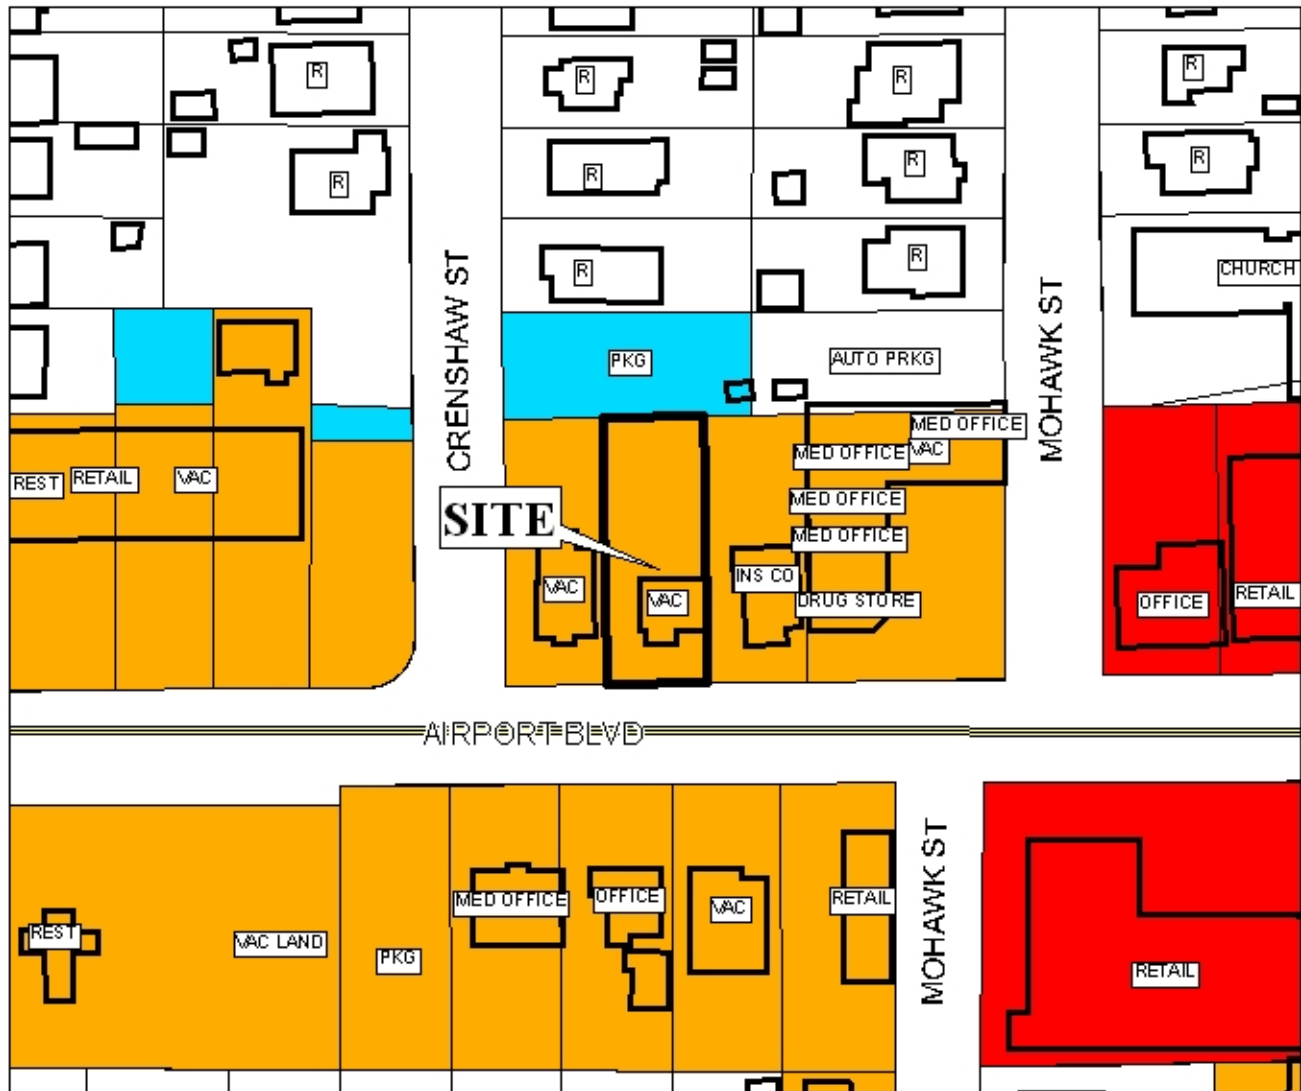 R
R
R
R
R
R
R
R
R
R
R
CHURCH
CRENSHAW ST
MOHAWK ST
PKG
AUTO PRKG
MED OFFICE
MED OFFICE
VAC
REST
RETAIL
VAC
MED OFFICE
SITE
MED OFFICE
VAC
VAC
INS CO
DRUG STORE
OFFICE
RETAIL
AIRPORT BLVD
MOHAWK ST
MED OFFICE
OFFICE
VAC
RETAIL
REST
VAC LAND
PKG
RETAIL